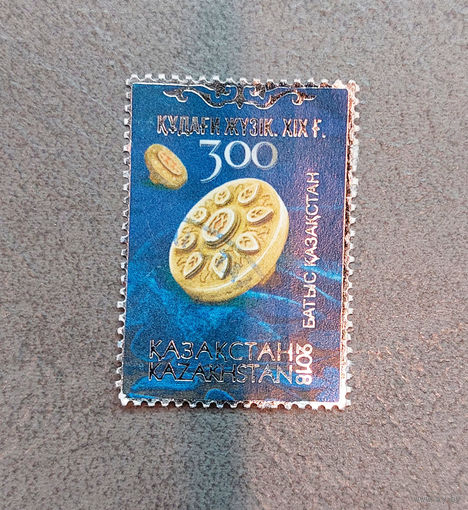 ҚҰДАҒИ ЖҮЗІК. XIX Ғ.
300
БАТЫС ҚАЗАҚСТАН
ҚАЗАҚСТАН
KAZAKHSTAN
2018